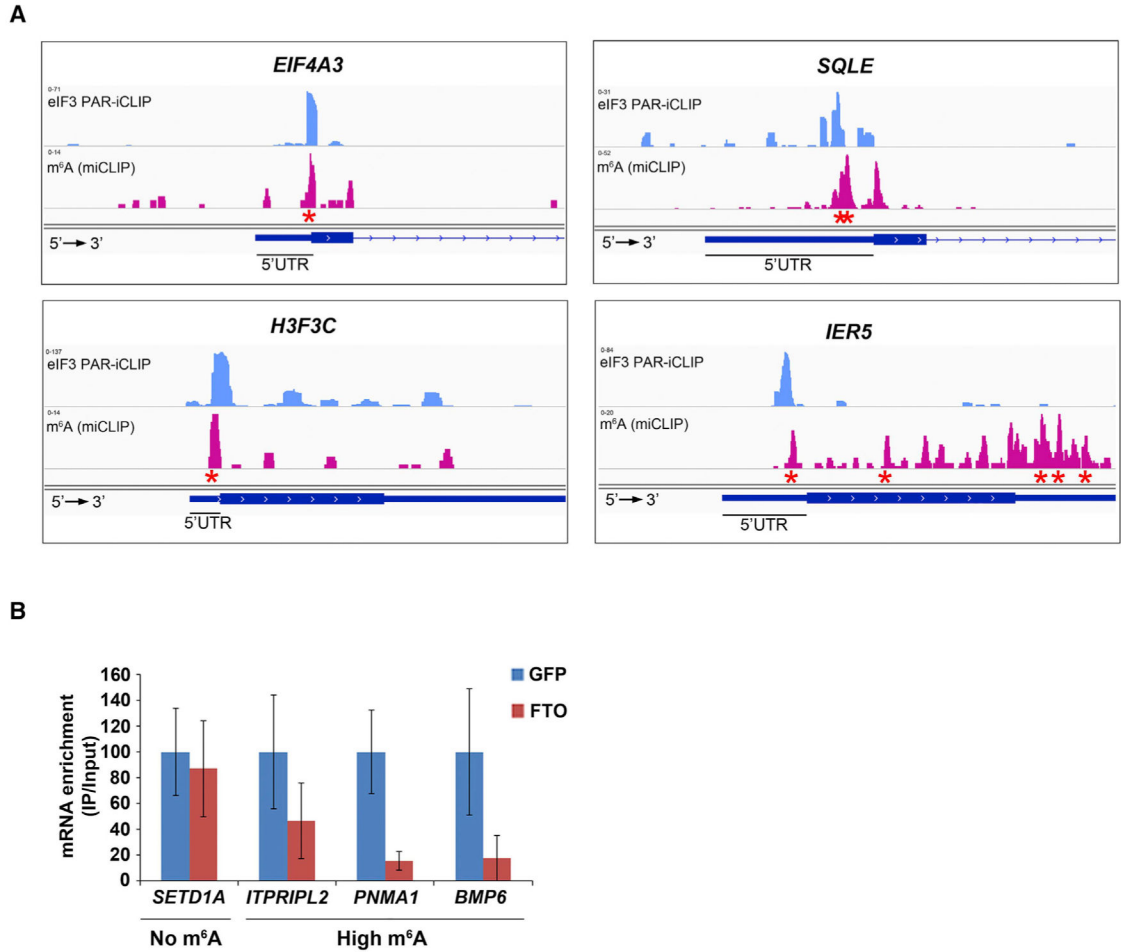 A
EIF4A3
0-71
eIF3 PAR-iCLIP
0-14
m⁶A (miCLIP)
*
5' → 3'
5'UTR
SQLE
0-31
eIF3 PAR-iCLIP
0-52
m⁶A (miCLIP)
**
5' → 3'
5'UTR
H3F3C
0-137
eIF3 PAR-iCLIP
0-14
m⁶A (miCLIP)
*
5' → 3'
5'UTR
IER5
0-84
eIF3 PAR-iCLIP
0-20
m⁶A (miCLIP)
* * * * *
5' → 3'
5'UTR
B
mRNA enrichment
(IP/Input)
160
140
120
100
80
60
40
20
0
GFP
FTO
SETD1A ITPRIPL2 PNMA1 BMP6
No m⁶A High m⁶A